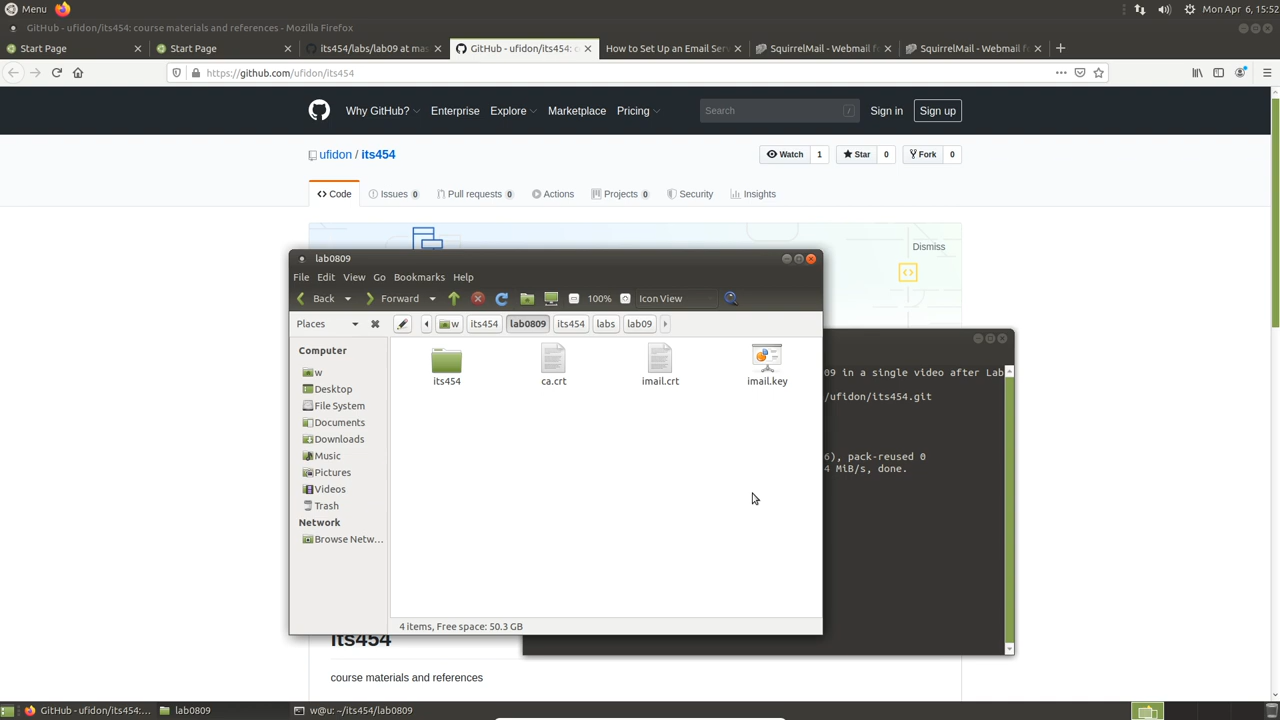 Menu
Mon Apr 6, 15:52
GitHub - ufidon/its454: course materials and references - Mozilla Firefox
Start Page
Start Page
its454/labs/lab09 at mas
GitHub - ufidon/its454: c
How to Set Up an Email Serv
SquirrelMail - Webmail fo
SquirrelMail - Webmail fo
https://github.com/ufidon/its454
Why GitHub?
Enterprise
Explore
Marketplace
Pricing
Search
/
Sign in
Sign up
ufidon / its454
Watch 1
Star 0
Fork 0
Code
Issues 0
Pull requests 0
Actions
Projects 0
Security
Insights
Dismiss
lab0809
File Edit View Go Bookmarks Help
Back
Forward
100%
Icon View
Places
w
its454
lab0809
its454
labs
lab09
Computer
w
Desktop
File System
Documents
Downloads
Music
Pictures
Videos
Trash
Network
Browse Netw...
its454
ca.crt
imail.crt
imail.key
4 items, Free space: 50.3 GB
09 in a single video after Lab
/ufidon/its454.git
6), pack-reused 0
4 MiB/s, done.
its454
course materials and references
GitHub - ufidon/its454:...
lab0809
w@u: ~/its454/lab0809